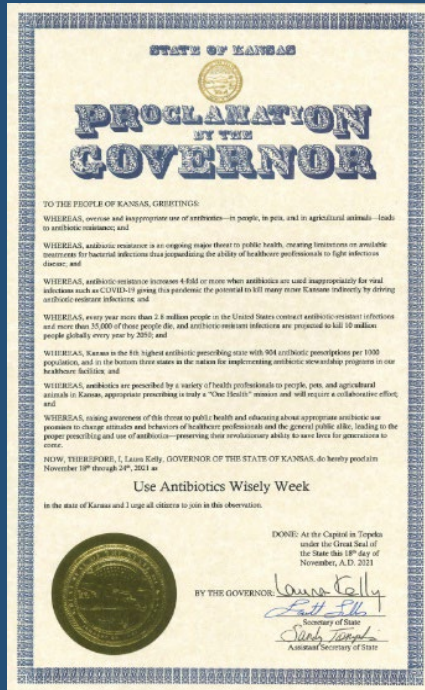 STATE OF KANSAS
PROCLAMATION
BY THE
GOVERNOR
TO THE PEOPLE OF KANSAS, GREETINGS:
WHEREAS, overuse and inappropriate use of antibiotics—in people, in pets, and in agricultural animals—leads
to antibiotic resistance; and
WHEREAS, antibiotic resistance is an ongoing major threat to public health, creating limitations on available
treatments for bacterial infections thus jeopardizing the ability of healthcare professionals to fight infectious
disease; and
WHEREAS, antibiotic resistance increases 4-fold or more when antibiotics are used inappropriately for viral
infections such as COVID-19 giving this pandemic the potential to kill many more Kansans indirectly by driving
antibiotic resistant infections; and
WHEREAS, every year more than 2.8 million people in the United States contract antibiotic-resistant infections
and more than 35,000 of those people die, and antibiotic-resistant infections are projected to kill 10 million
people globally every year by 2050; and
WHEREAS, Kansas is the 8th highest antibiotic prescribing state with 904 antibiotic prescriptions per 1000
population, and in the bottom three states in the nation for implementing antibiotic stewardship programs in our
healthcare facilities; and
WHEREAS, antibiotics are prescribed by a variety of health professionals to people, pets, and agricultural
animals in Kansas, appropriate prescribing is truly a "One Health" mission and will require a collaborative effort;
and
WHEREAS, raising awareness of this threat to public health and educating about appropriate antibiotic use
promises to change attitudes and behaviors of healthcare professionals and the general public alike, leading to the
proper prescribing and use of antibiotics—preserving their revolutionary ability to save lives for generations to
come.
NOW, THEREFORE, I, Laura Kelly, GOVERNOR OF THE STATE OF KANSAS, do hereby proclaim
November 18th through 24th, 2021 as
Use Antibiotics Wisely Week
in the state of Kansas and I urge all citizens to join in this observation.
DONE: At the Capitol in Topeka
under the Great Seal of
the State this 18th day of
November, A.D. 2021
BY THE GOVERNOR: Laura Kelly
Secretary of State
Assistant Secretary of State